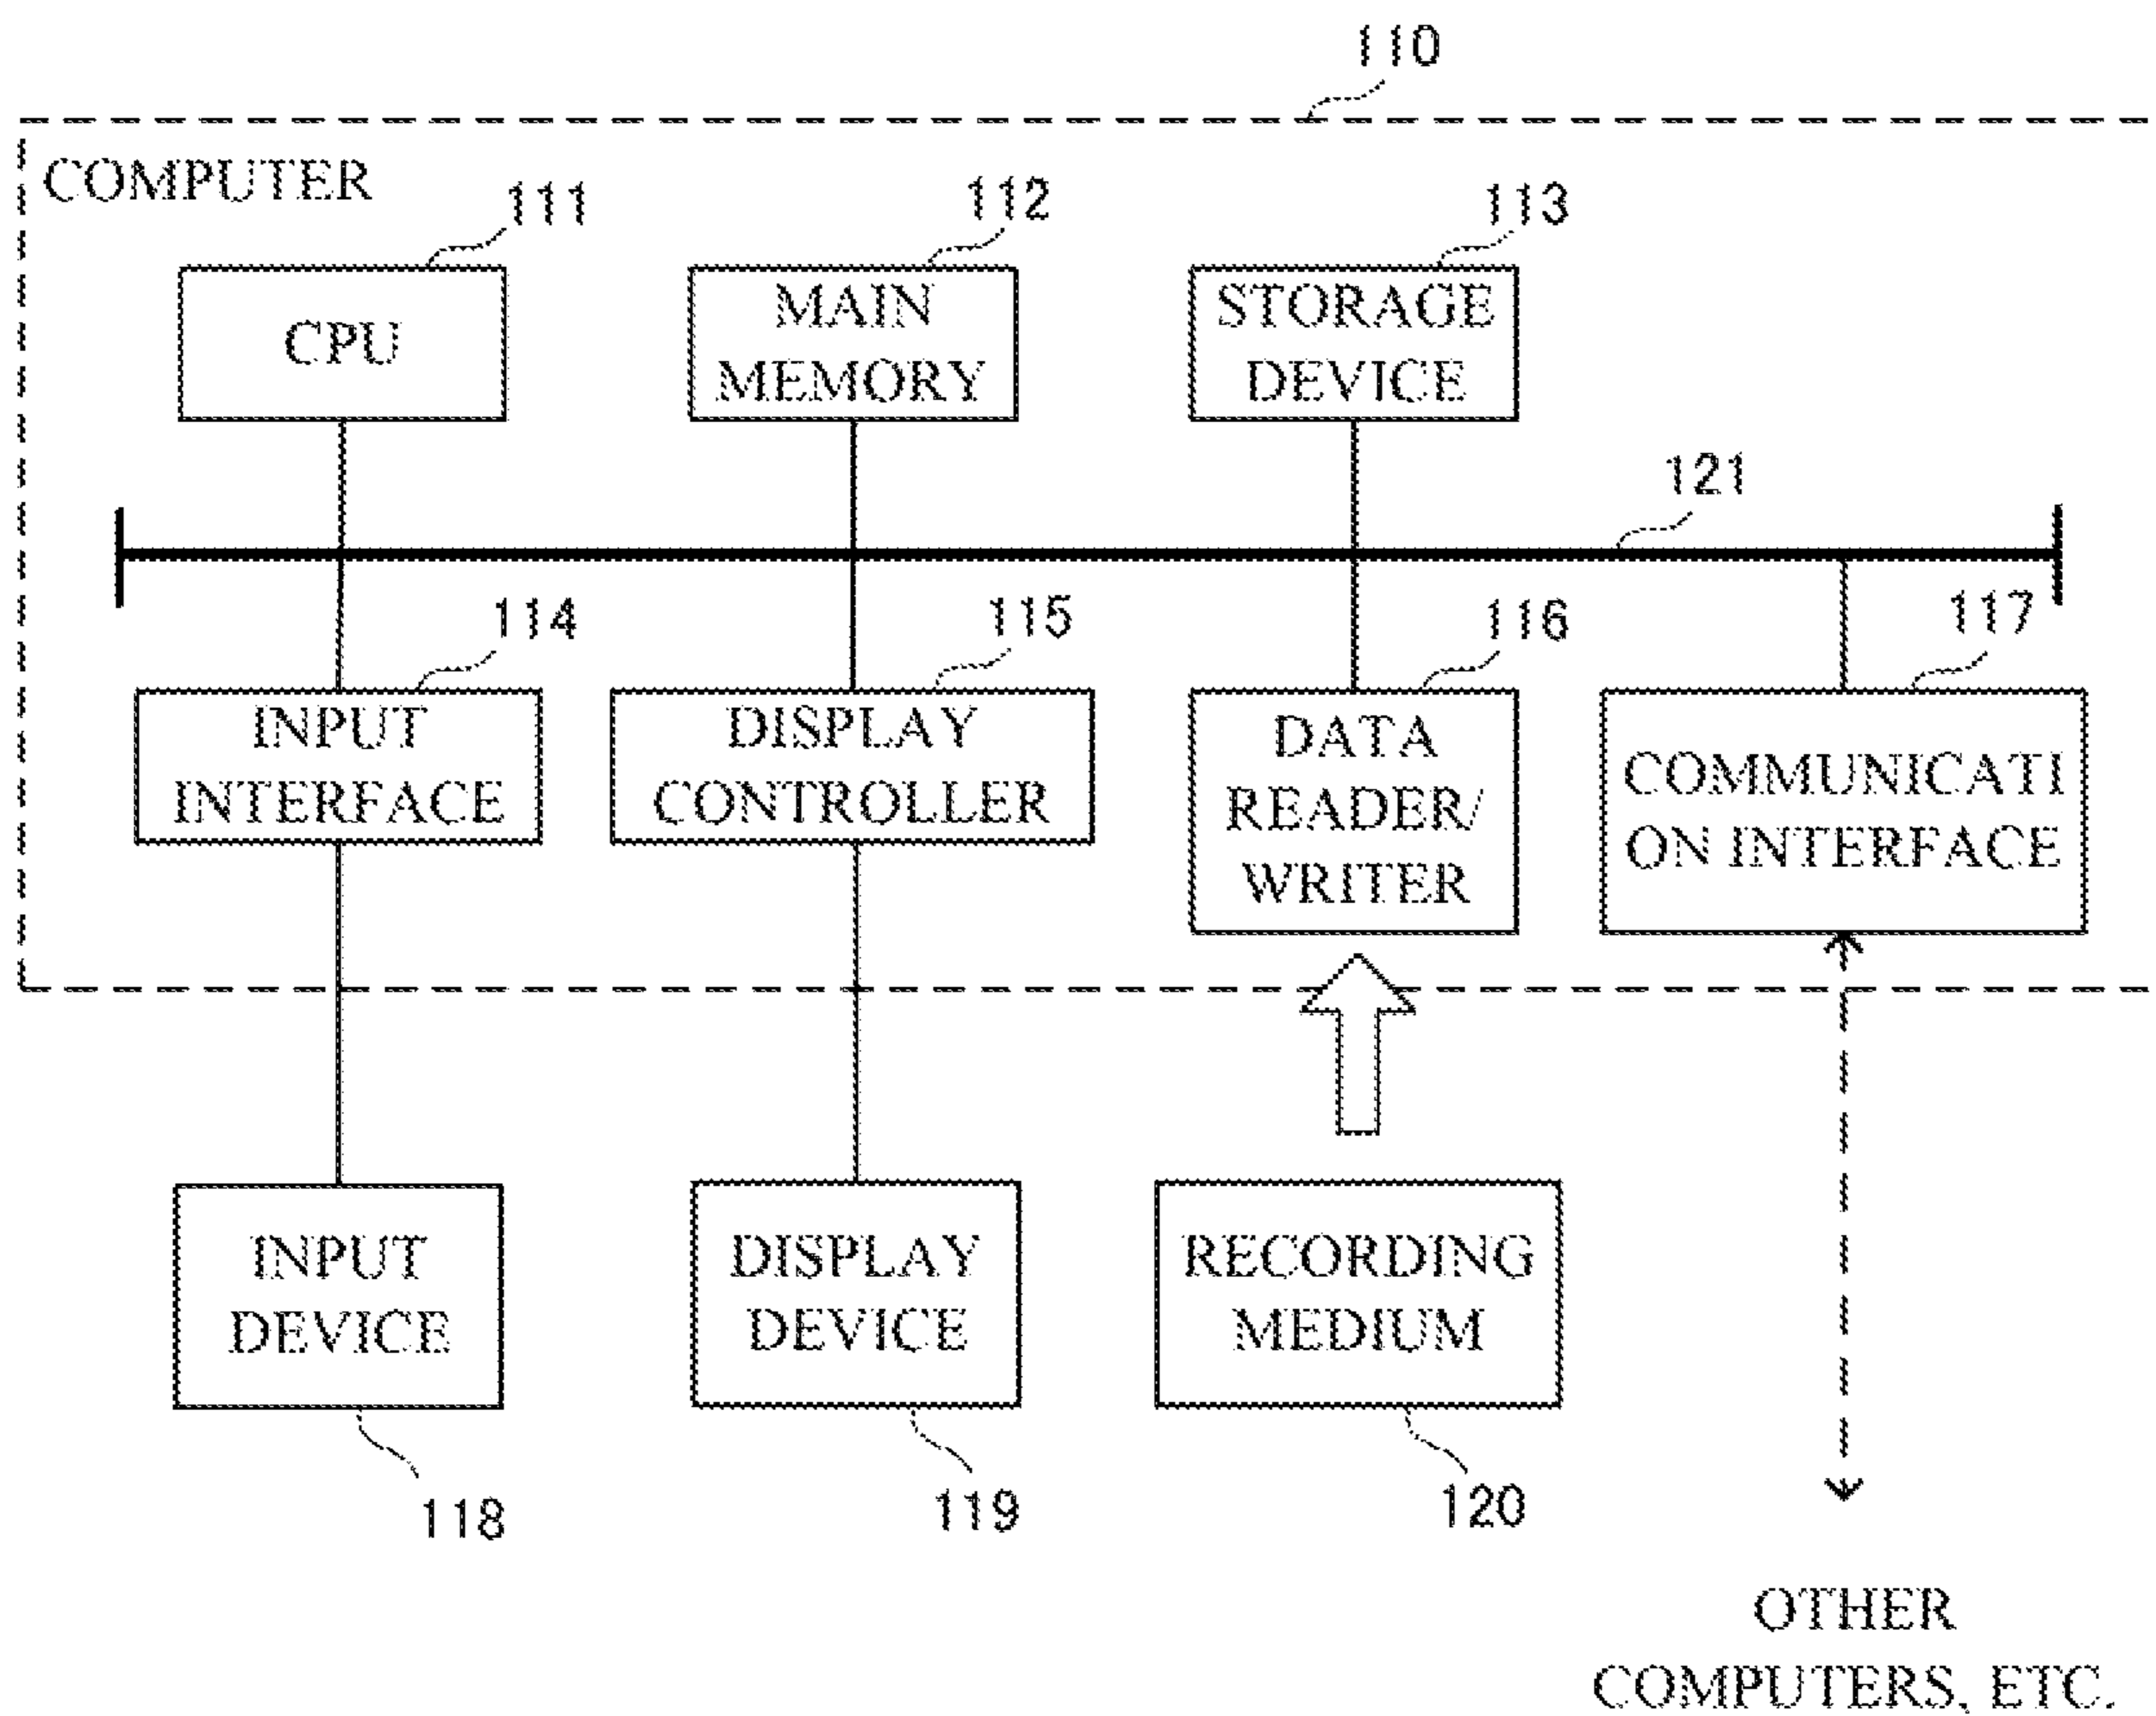 110
COMPUTER
111
112
113
CPU
MAIN
MEMORY
STORAGE
DEVICE
121
114
115
116
117
INPUT
INTERFACE
DISPLAY
CONTROLLER
DATA
READER/
WRITER
COMMUNICATI
ON INTERFACE
INPUT
DEVICE
DISPLAY
DEVICE
RECORDING
MEDIUM
118
119
120
OTHER
COMPUTERS, ETC.